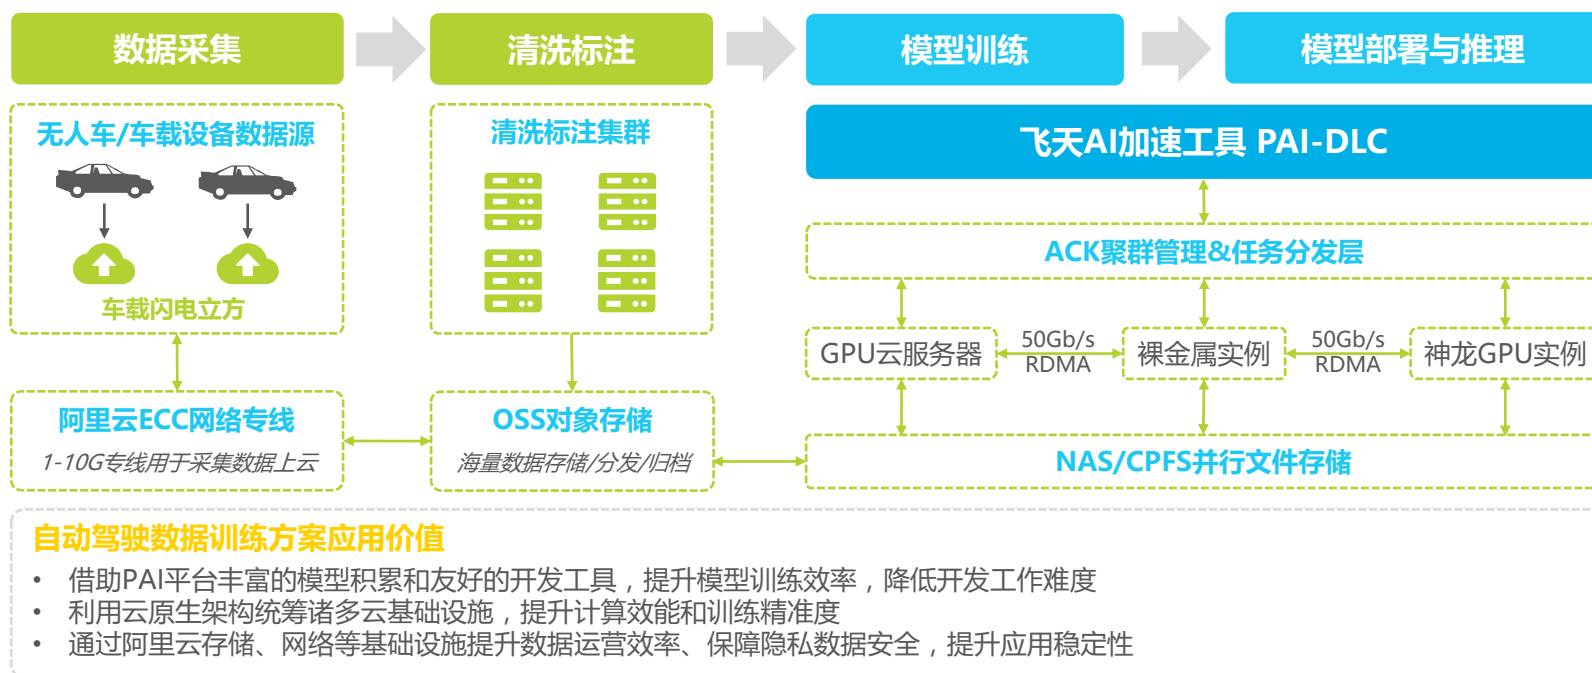 数据采集
清洗标注
模型训练
模型部署与推理
无人车/车载设备数据源
车载闪电立方
清洗标注集群
飞天AI加速工具 PAI-DLC
ACK聚群管理&任务分发层
GPU云服务器
50Gb/s
RDMA
裸金属实例
50Gb/s
RDMA
神龙GPU实例
阿里云ECC网络专线
1-10G专线用于采集数据上云
OSS对象存储
海量数据存储/分发/归档
NAS/CPFS并行文件存储
自动驾驶数据训练方案应用价值
• 借助PAI平台丰富的模型积累和友好的开发工具，提升模型训练效率，降低开发工作难度
• 利用云原生架构统筹诸多云基础设施，提升计算效能和训练精准度
• 通过阿里云存储、网络等基础设施提升数据运营效率、保障隐私数据安全，提升应用稳定性